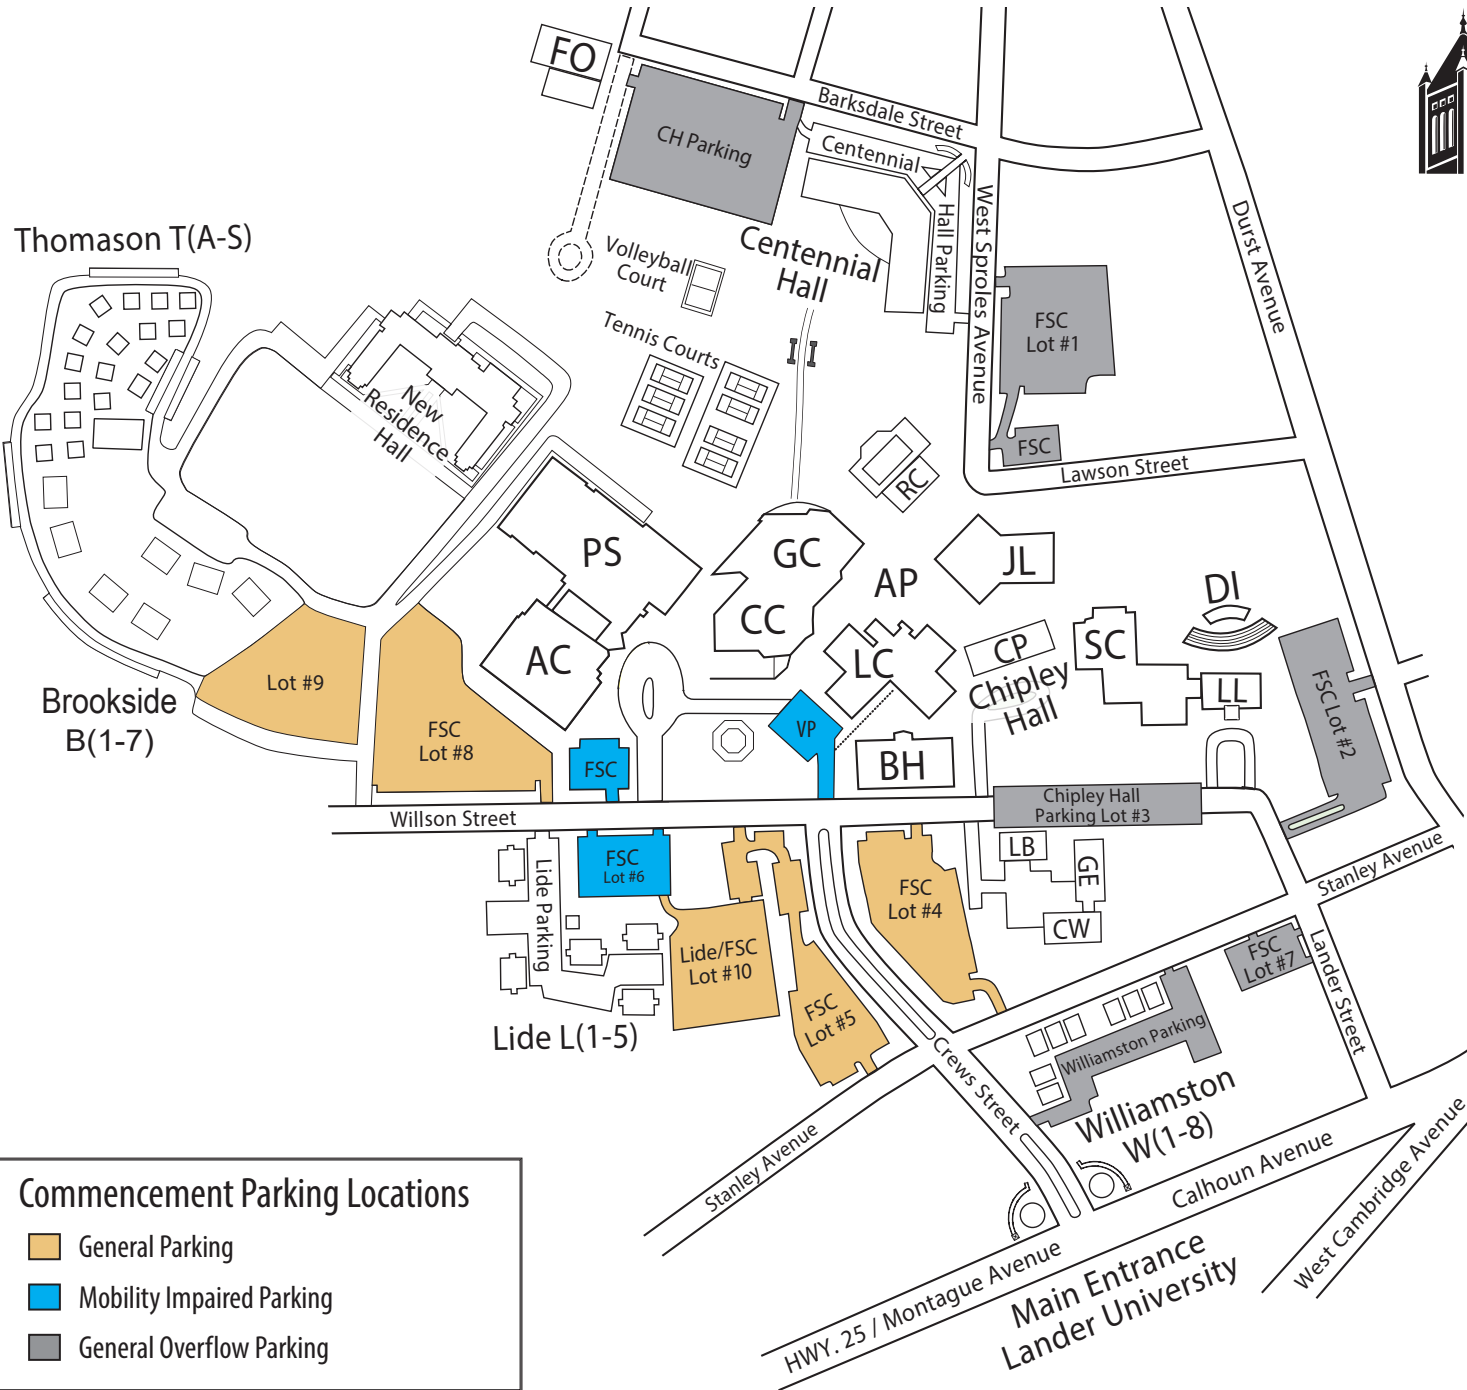 FO
CH Parking
Barksdale Street
Centennial
Hall Parking
West Sproles Avenue
Durst Avenue
Thomason T(A-S)
Volleyball
Court
Centennial
Hall
Tennis Courts
FSC
Lot #1
New
Residence
Hall
FSC
Lawson Street
RC
PS
GC
JL
AP
DI
CC
AC
LC
CP
SC
Chipley
Hall
LL
Lot #9
Brookside
B(1-7)
FSC
Lot #8
FSC
VP
BH
FSC Lot #2
Chipley Hall
Parking Lot #3
Willson Street
LB
GE
CW
Stanley Avenue
Lide Parking
FSC
Lot #6
FSC
Lot #4
Lide/FSC
Lot #10
FSC
Lot #5
FSC
Lot #7
Lander Street
Lide L(1-5)
Williamston Parking
Crews Street
Williamston
W(1-8)
Stanley Avenue
Calhoun Avenue
West Cambridge Avenue
HWY. 25 / Montague Avenue
Main Entrance
Lander University
Commencement Parking Locations
General Parking
Mobility Impaired Parking
General Overflow Parking